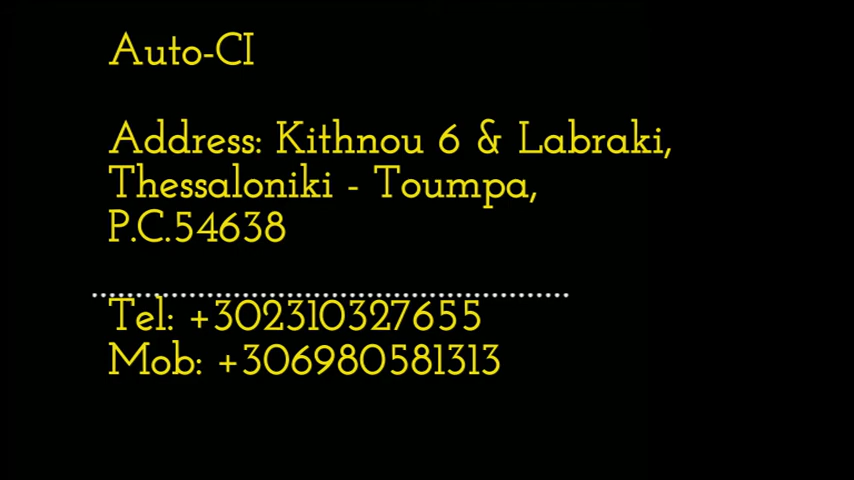 Auto-CI
Address: Kithnou 6 & Labraki,
Thessaloniki - Toumpa,
P.C.54638
Tel: +302310327655
Mob: +306980581313